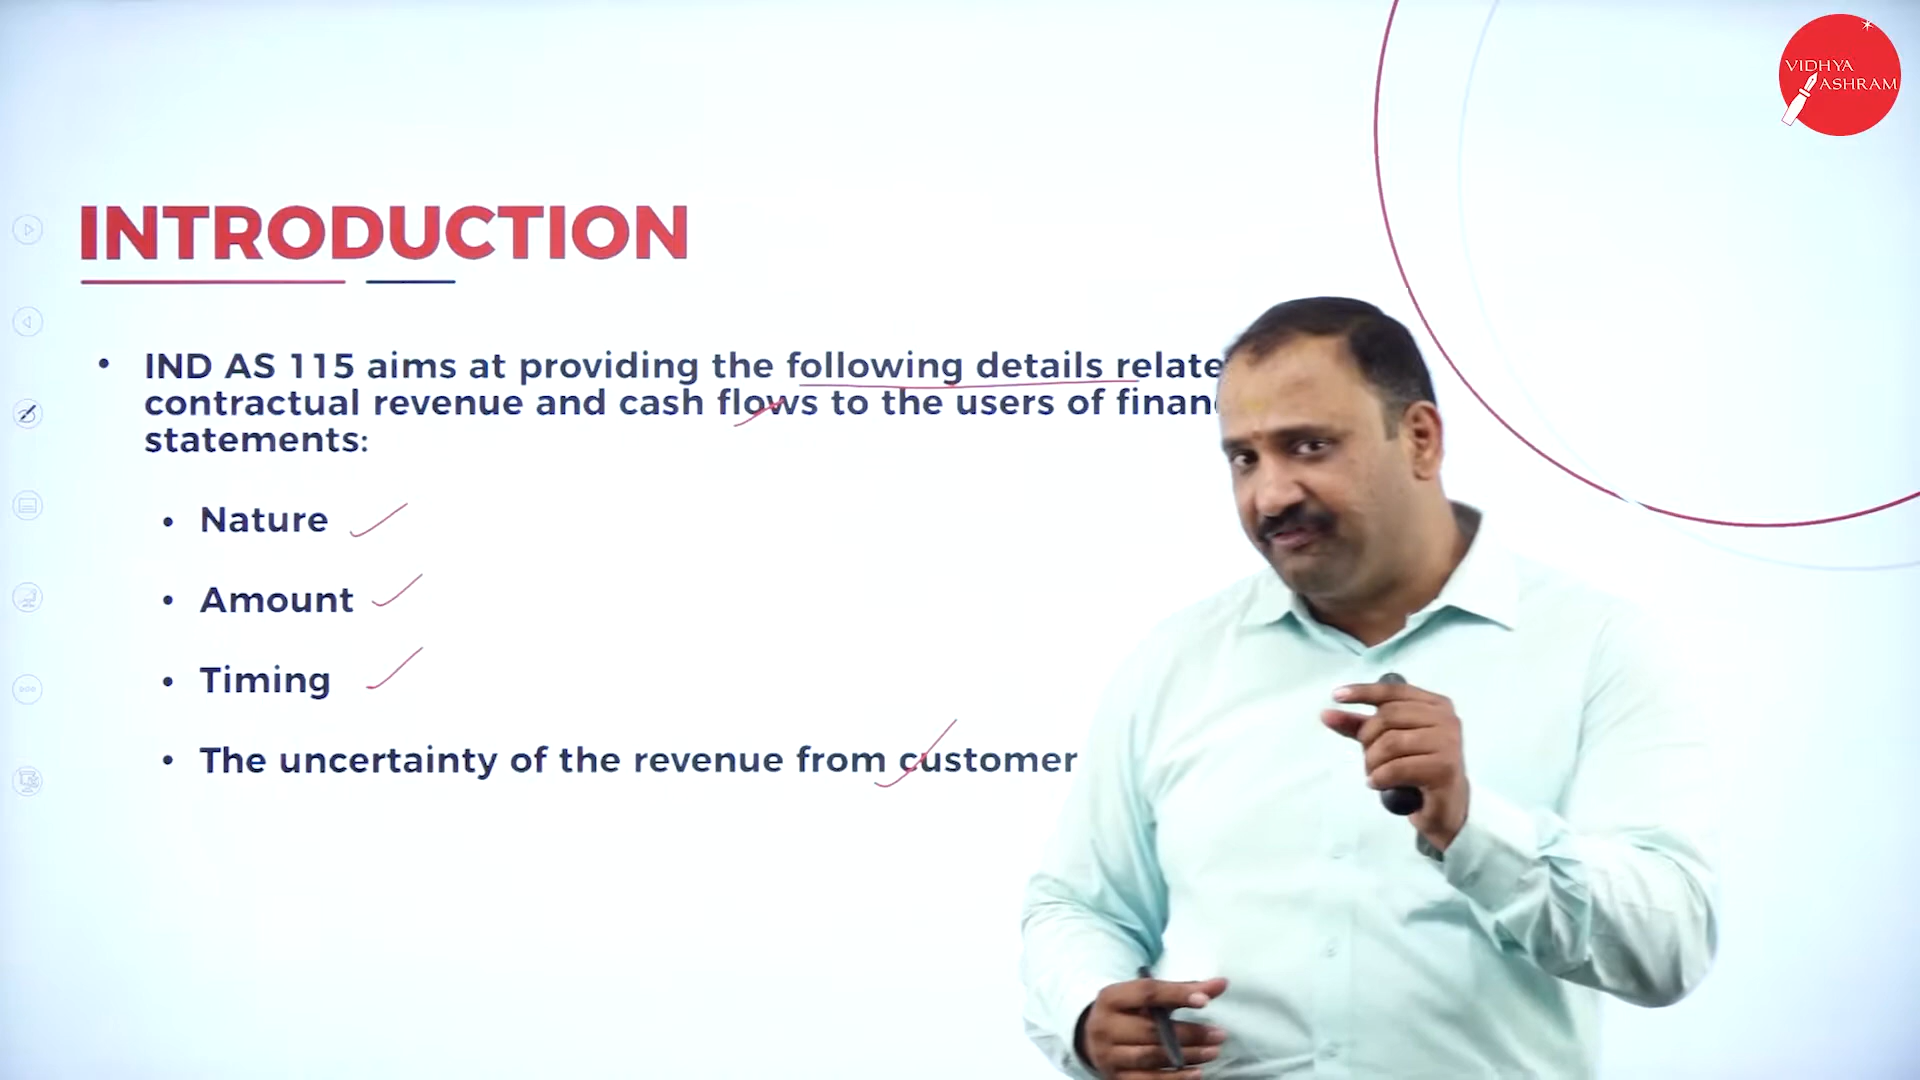 VIDHYA
ASHRAM
INTRODUCTION
• IND AS 115 aims at providing the following details relate
contractual revenue and cash flows to the users of finan
statements:
• Nature
• Amount
• Timing
• The uncertainty of the revenue from customer